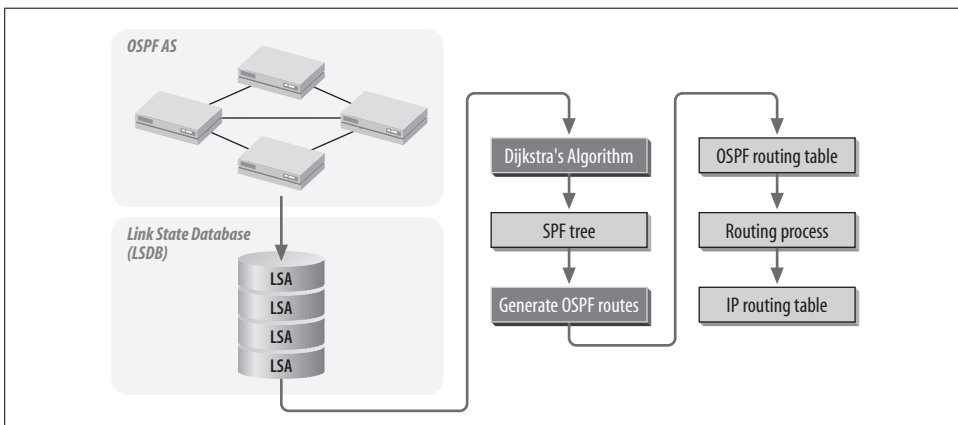 OSPF AS
Link State Database
(LSDB)
LSA
LSA
LSA
LSA
Dijkstra's Algorithm
SPF tree
Generate OSPF routes
OSPF routing table
Routing process
IP routing table